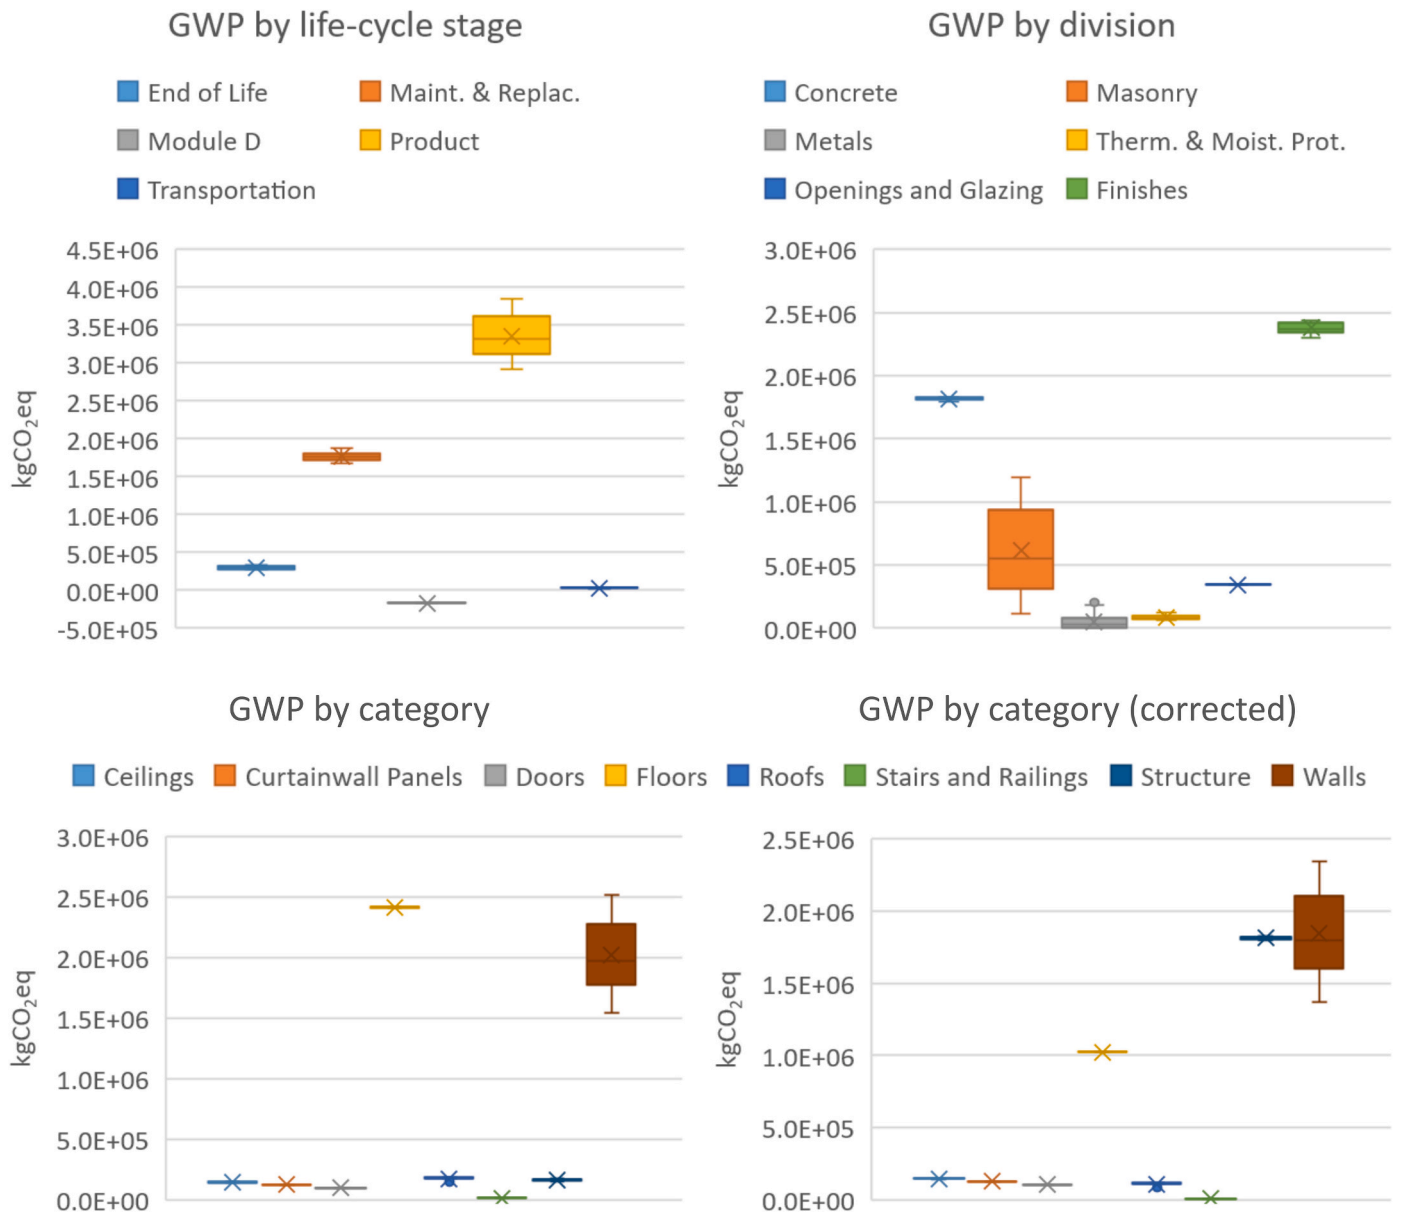 GWP by life-cycle stage
End of Life
Maint. & Replac.
Module D
Product
Transportation
4.5E+06
4.0E+06
3.5E+06
3.0E+06
2.5E+06
2.0E+06
1.5E+06
1.0E+06
5.0E+05
0.0E+00
-5.0E+05
kgCO₂eq
GWP by division
Concrete
Masonry
Metals
Therm. & Moist. Prot.
Openings and Glazing
Finishes
3.0E+06
2.5E+06
2.0E+06
1.5E+06
1.0E+06
5.0E+05
0.0E+00
kgCO₂eq
GWP by category
GWP by category (corrected)
Ceilings Curtainwall Panels Doors Floors Roofs Stairs and Railings Structure Walls
3.0E+06
2.5E+06
2.0E+06
1.5E+06
1.0E+06
5.0E+05
0.0E+00
kgCO₂eq
2.5E+06
2.0E+06
1.5E+06
1.0E+06
5.0E+05
0.0E+00
kgCO₂eq